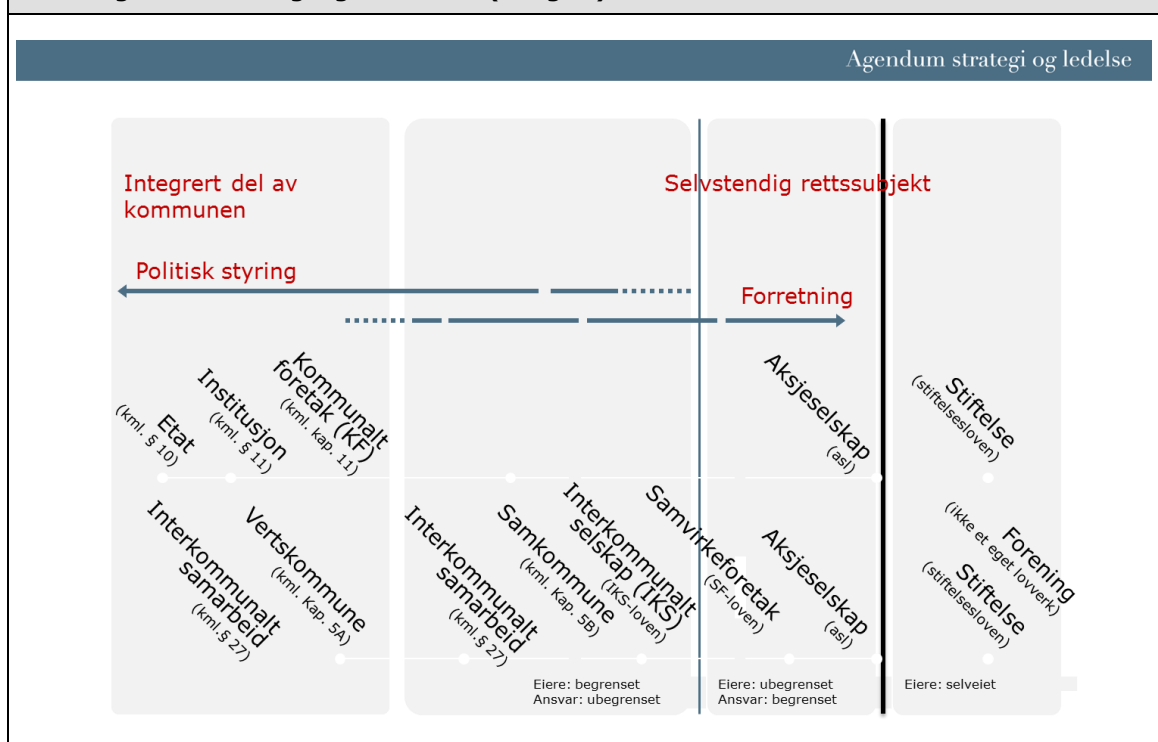 Agendum strategi og ledelse
Integrert del av
kommunen
Selvstendig rettssubjekt
Politisk styring
Forretning
Etat
(kml. § 10)
Institusjon
(kml. § 11)
Kommunalt
foretak (KF)
(kml. kap. 11)
Aksjeselskap
(asl)
Stiftelse
(stiftelsesloven)
Interkommunalt
samarbeid
(kml.§ 27)
Vertskommune
(kml. Kap. 5A)
Interkommunalt
samarbeid
(kml.§ 27)
Samkommune
(kml. Kap. 5B)
Interkommunalt
selskap (IKS)
(IKS-loven)
Samvirkeforetak
(SF-loven)
Aksjeselskap
(asl)
Forening
(ikke et eget lovverk)
Stiftelse
(stiftelsesloven)
Eiere: begrenset
Ansvar: ubegrenset
Eiere: ubegrenset
Ansvar: begrenset
Eiere: selveiet